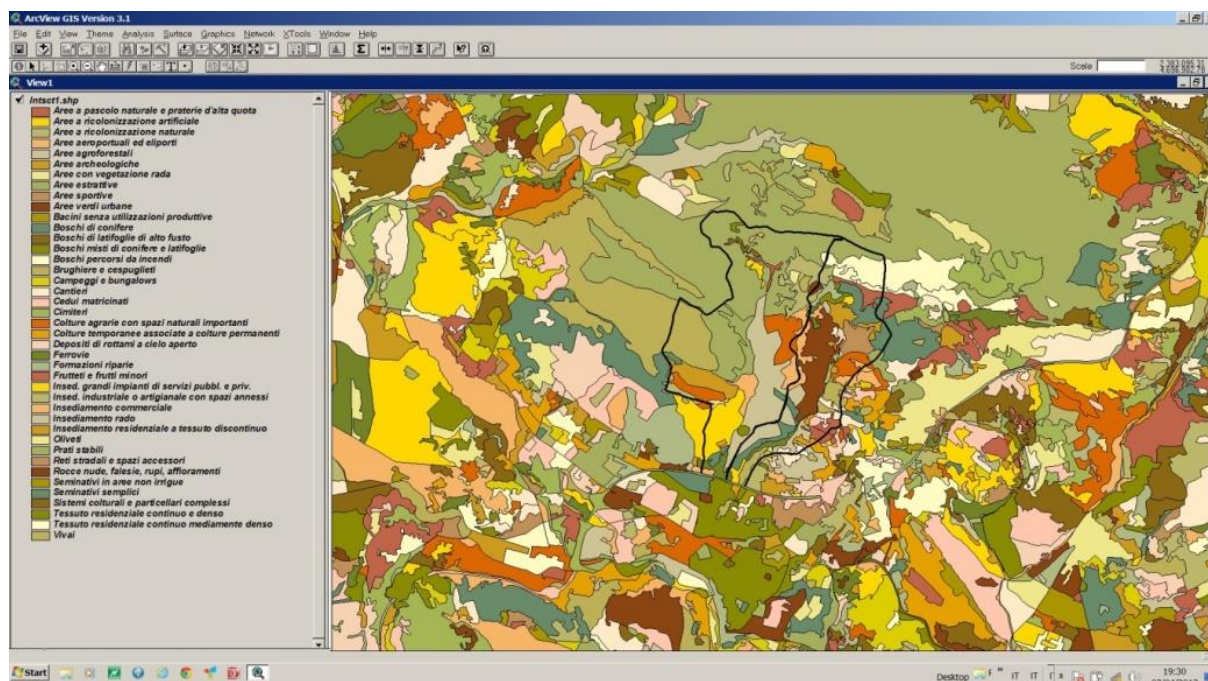 ArcView GIS Version 3.1
File Edit View Theme Analysis Surface Graphics Network XTools Window Help
Scale
View1
Intsct1.shp
Aree a pascolo naturale e praterie d'alta quota
Aree a ricolonizzazione artificiale
Aree a ricolonizzazione naturale
Aree aeroportuali ed eliporti
Aree agroforestali
Aree archeologiche
Aree con vegetazione rada
Aree estrattive
Aree sportive
Aree verdi urbane
Bacini senza utilizzazioni produttive
Boschi di conifere
Boschi di latifoglie di alto fusto
Boschi misti di conifere e latifoglie
Boschi percorsi da incendi
Brughiere e cespuglieti
Campeggi e bungalows
Cantieri
Cedui matricinati
Cimiteri
Colture agrarie con spazi naturali importanti
Colture temporanee associate a colture permanenti
Depositi di rottami a cielo aperto
Ferrovie
Formazioni riparie
Frutteti e frutti minori
Insed. grandi impianti di servizi pubbl. e priv.
Insed. industriale o artigianale con spazi annessi
Insediamento commerciale
Insediamento rado
Insediamento residenziale a tessuto discontinuo
Oliveti
Prati stabili
Reti stradali e spazi accessori
Rocce nude, falesie, rupi, affioramenti
Seminativi in aree non irrigue
Seminativi semplici
Sistemi colturali e particellari complessi
Tessuto residenziale continuo e denso
Tessuto residenziale continuo mediamente denso
Vivai
Start
Desktop
IT
IT
19:30